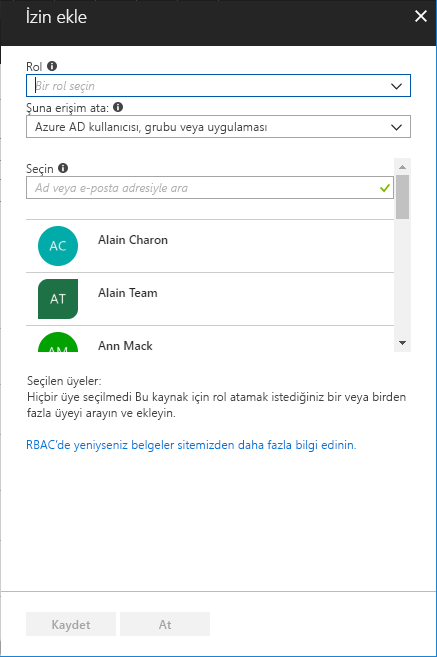 İzin ekle
Rol
Bir rol seçin
Şuna erişim ata:
Azure AD kullanıcısı, grubu veya uygulaması
Seçin
Ad veya e-posta adresiyle ara
AC
Alain Charon
AT
Alain Team
AM
Ann Mack
Seçilen üyeler:
Hiçbir üye seçilmedi Bu kaynak için rol atamak istediğiniz bir veya birden
fazla üyeyi arayın ve ekleyin.
RBAC'de yeniyseniz belgeler sitemizden daha fazla bilgi edinin.
Kaydet
At